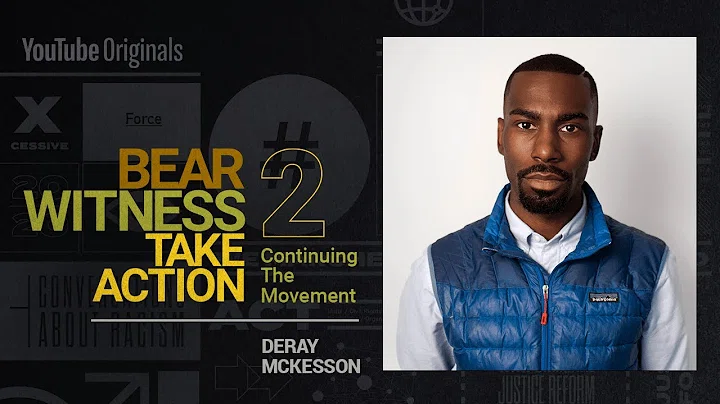 YouTube Originals
X
CESSIVE
Force
#
BEAR
WITNESS
TAKE
ACTION
2
Continuing
The
Movement
ACT
ABOUT RACISM
DERAY
MCKESSON
JUSTICE REFORM
patagonia